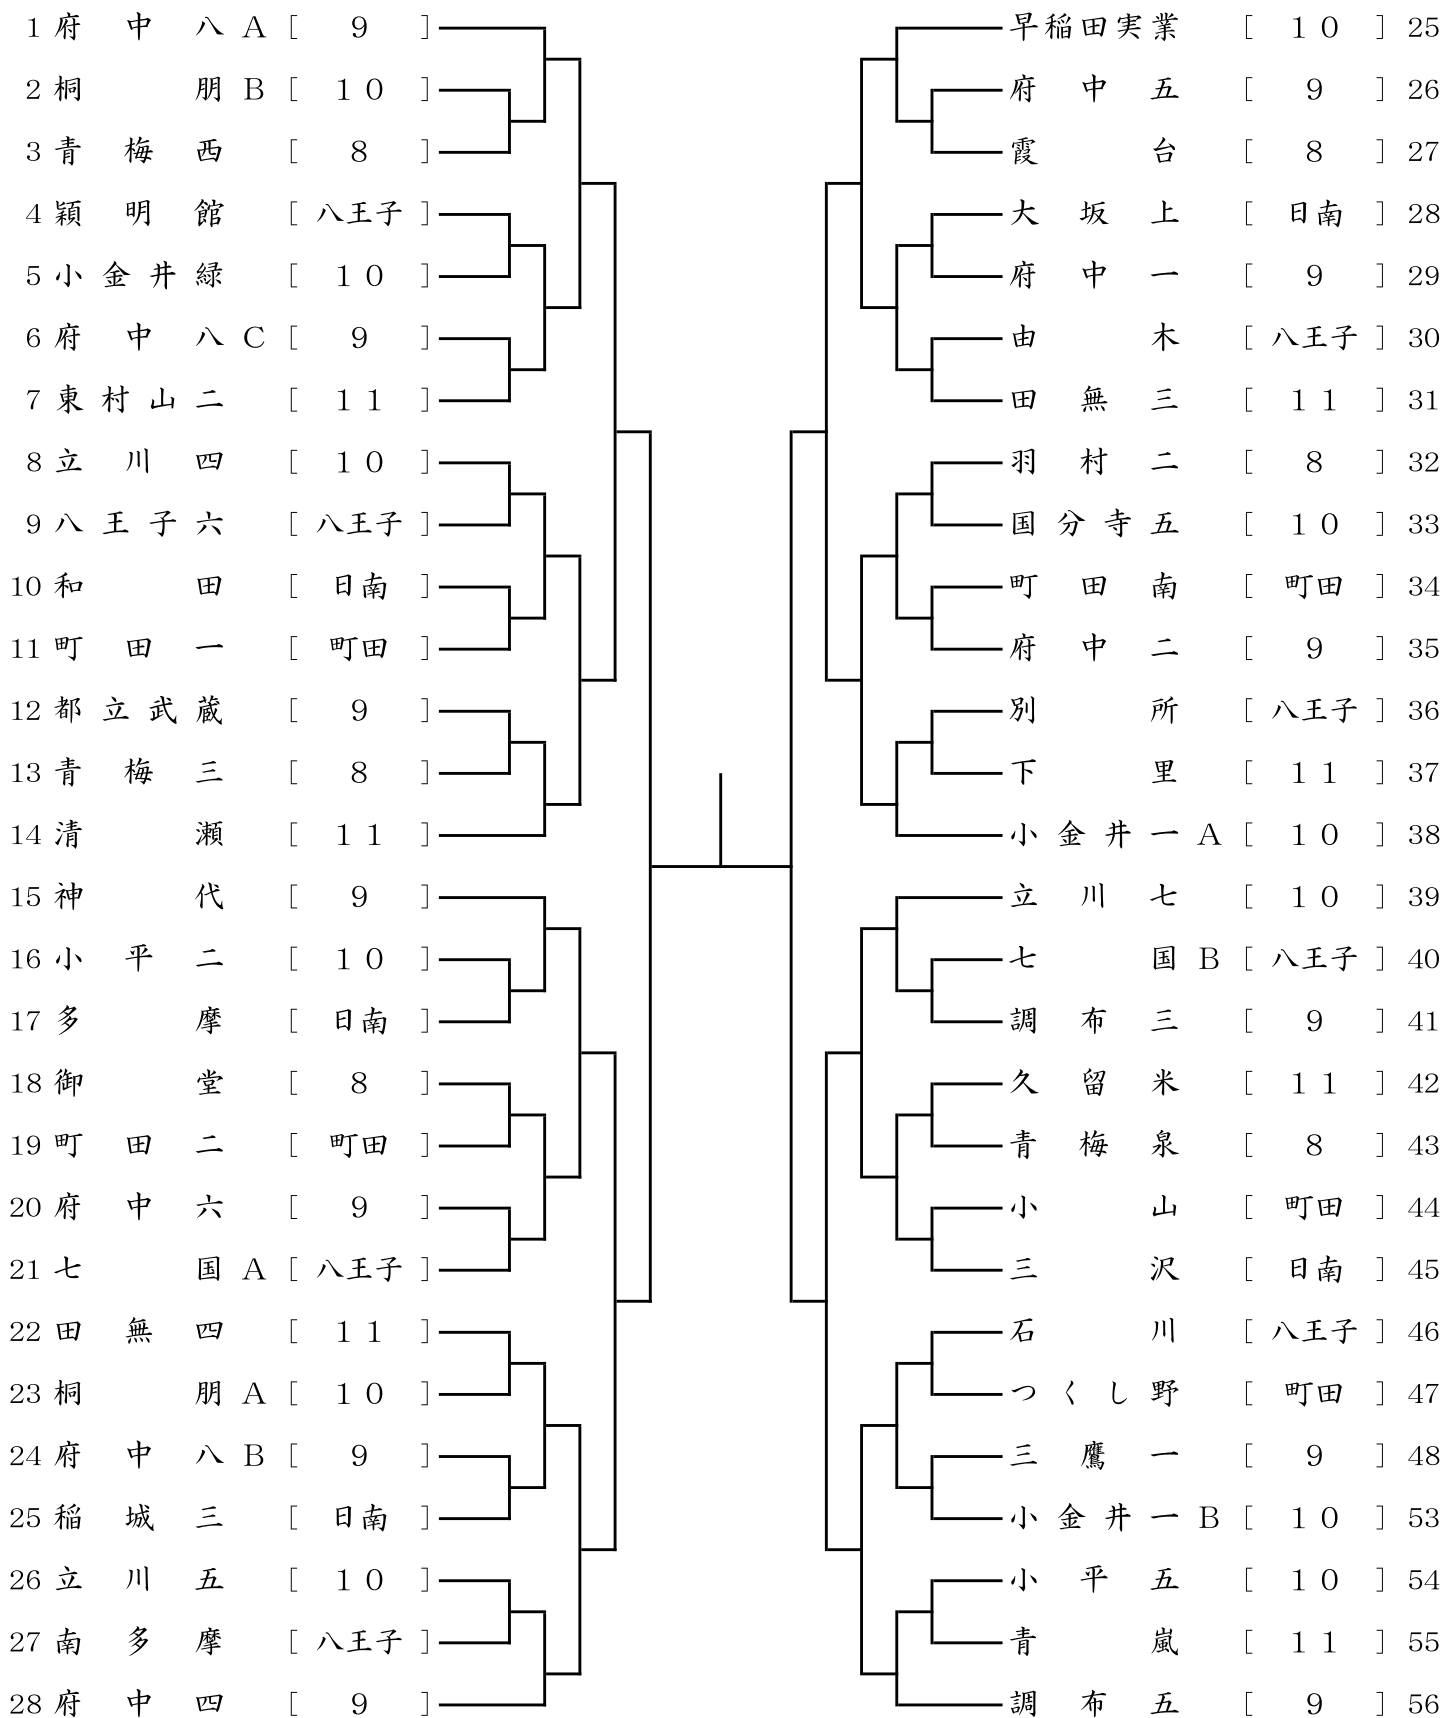 1 府中八A [ 9 ]
2 桐朋B [ 10 ]
3 青梅西 [ 8 ]
4 穎明館 [ 八王子 ]
5 小金井緑 [ 10 ]
6 府中八C [ 9 ]
7 東村山二 [ 11 ]
8 立川四 [ 10 ]
9 八王子六 [ 八王子 ]
10 和田 [ 日南 ]
11 町田一 [ 町田 ]
12 都立武蔵 [ 9 ]
13 青梅三 [ 8 ]
14 清瀬 [ 11 ]
15 神代 [ 9 ]
16 小平二 [ 10 ]
17 多摩 [ 日南 ]
18 御堂 [ 8 ]
19 町田二 [ 町田 ]
20 府中六 [ 9 ]
21 七国A [ 八王子 ]
22 田無四 [ 11 ]
23 桐朋A [ 10 ]
24 府中八B [ 9 ]
25 稲城三 [ 日南 ]
26 立川五 [ 10 ]
27 南多摩 [ 八王子 ]
28 府中四 [ 9 ]
早稲田実業 [ 10 ] 25
府中五 [ 9 ] 26
霞台 [ 8 ] 27
大坂上 [ 日南 ] 28
府中一 [ 9 ] 29
由木 [ 八王子 ] 30
田無三 [ 11 ] 31
羽村二 [ 8 ] 32
国分寺五 [ 10 ] 33
町田南 [ 町田 ] 34
府中二 [ 9 ] 35
別所 [ 八王子 ] 36
下里 [ 11 ] 37
小金井一A [ 10 ] 38
立川七 [ 10 ] 39
七国B [ 八王子 ] 40
調布三 [ 9 ] 41
久留米 [ 11 ] 42
青梅泉 [ 8 ] 43
小山 [ 町田 ] 44
三沢 [ 日南 ] 45
石川 [ 八王子 ] 46
つくし野 [ 町田 ] 47
三鷹一 [ 9 ] 48
小金井一B [ 10 ] 53
小平五 [ 10 ] 54
青嵐 [ 11 ] 55
調布五 [ 9 ] 56